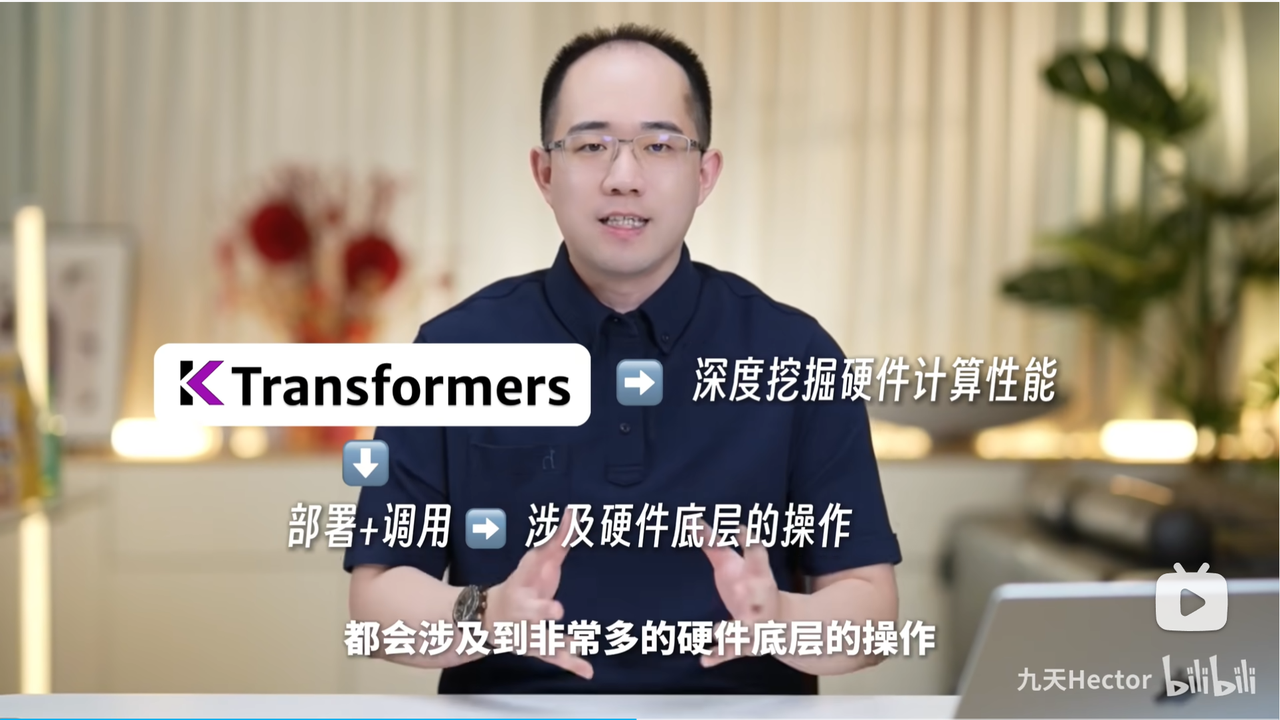 KTransformers ➡ 深度挖掘硬件计算性能
⬇
部署+调用 ➡ 涉及硬件底层的操作
都会涉及到非常多的硬件底层的操作
九天Hector bilibili